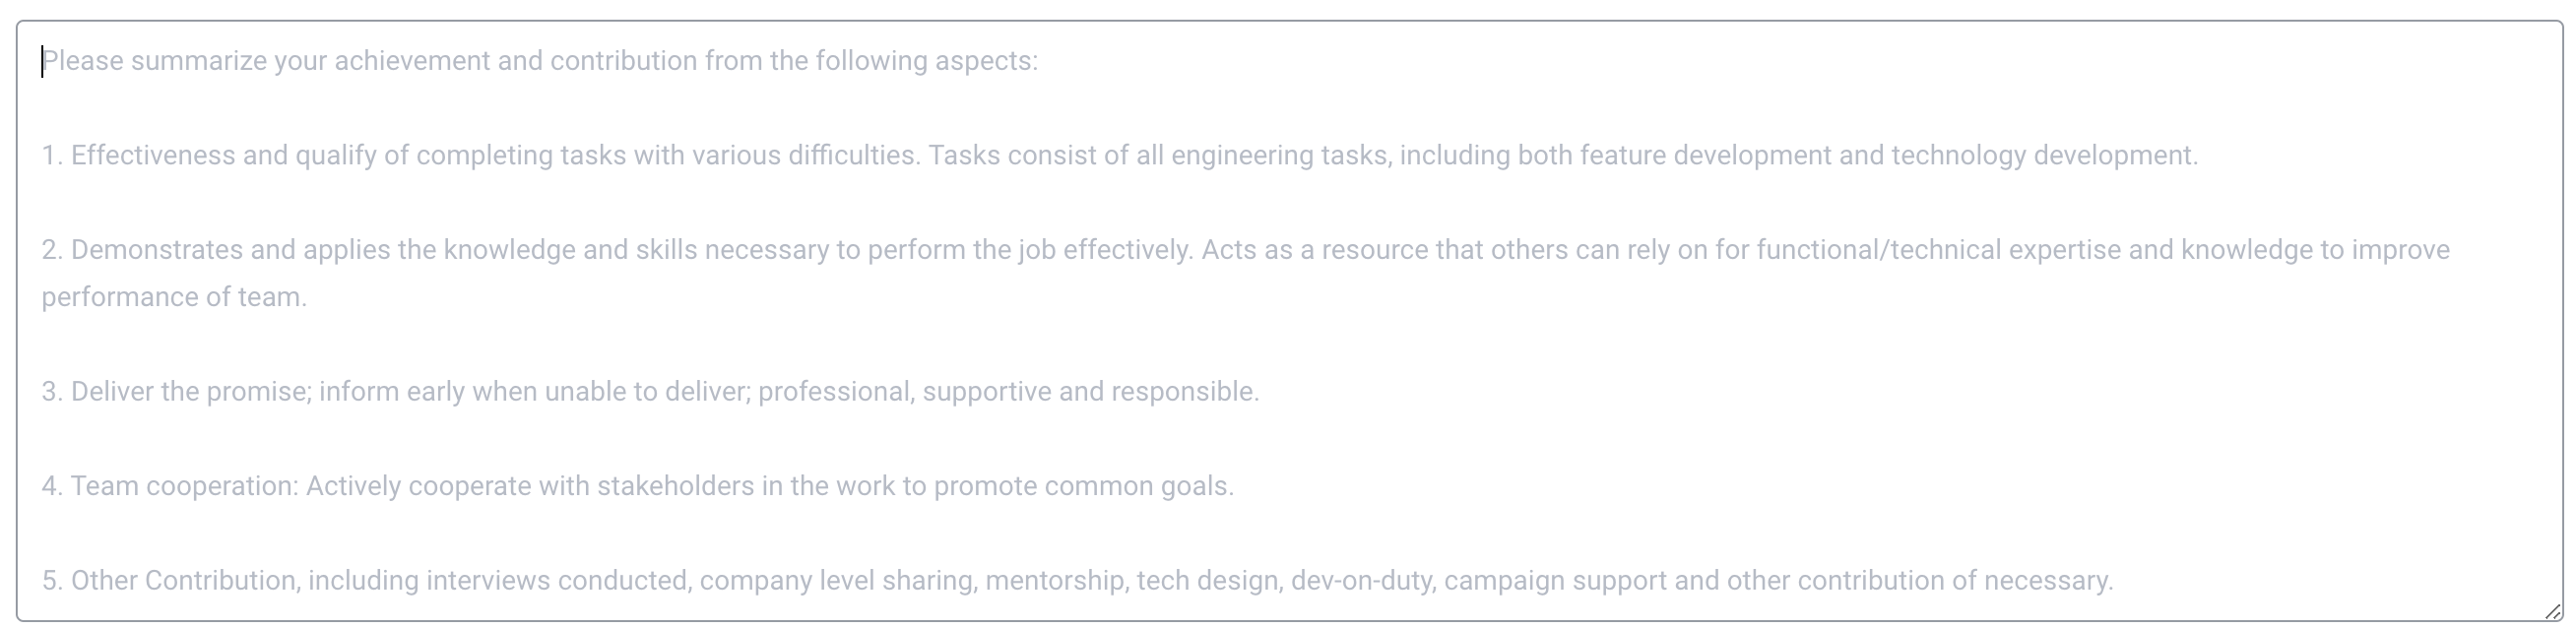 Please summarize your achievement and contribution from the following aspects:
1. Effectiveness and qualify of completing tasks with various difficulties. Tasks consist of all engineering tasks, including both feature development and technology development.
2. Demonstrates and applies the knowledge and skills necessary to perform the job effectively. Acts as a resource that others can rely on for functional/technical expertise and knowledge to improve
performance of team.
3. Deliver the promise; inform early when unable to deliver; professional, supportive and responsible.
4. Team cooperation: Actively cooperate with stakeholders in the work to promote common goals.
5. Other Contribution, including interviews conducted, company level sharing, mentorship, tech design, dev-on-duty, campaign support and other contribution of necessary.